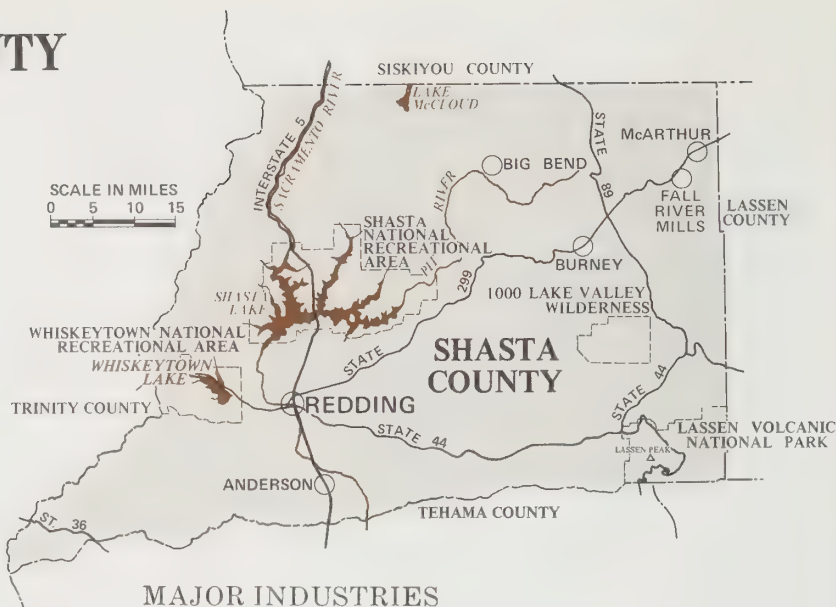 TY
SISKIYOU COUNTY
LAKE
McCLOUD
INTERSTATE 5
SACRAMENTO RIVER
STATE
89
McARTHUR
BIG BEND
SCALE IN MILES
0 5 10 15
RIVER
PIT
FALL
RIVER
MILLS
LASSEN
COUNTY
SHASTA
NATIONAL
RECREATIONAL
AREA
BURNEY
299
SHASTA
LAKE
1000 LAKE VALLEY
WILDERNESS
WHISKEYTOWN NATIONAL
RECREATIONAL AREA
WHISKEYTOWN
LAKE
STATE
SHASTA
COUNTY
STATE 44
TRINITY COUNTY
REDDING
STATE 44
LASSEN VOLCANIC
NATIONAL PARK
LASSEN PEAK
ANDERSON
TEHAMA COUNTY
ST. 36
MAJOR INDUSTRIES